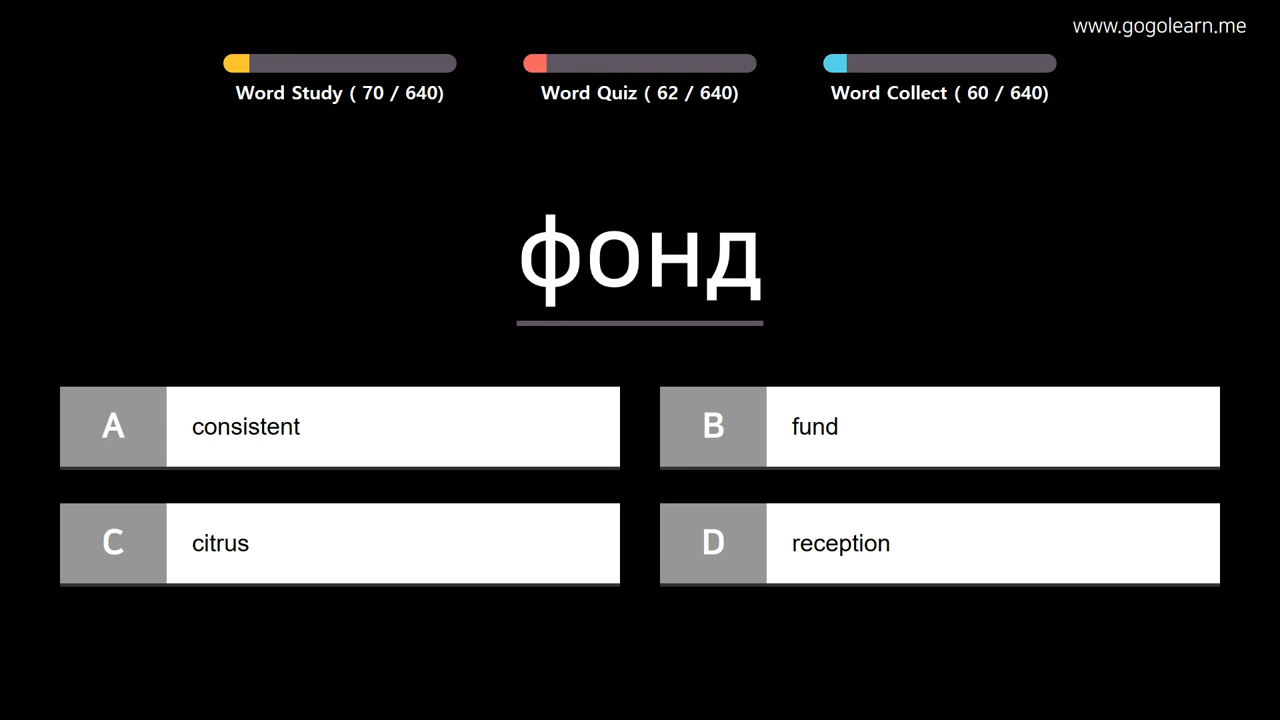 www.gogolearn.me
Word Study ( 70 / 640)
Word Quiz ( 62 / 640)
Word Collect ( 60 / 640)
фонд
A consistent
B fund
C citrus
D reception